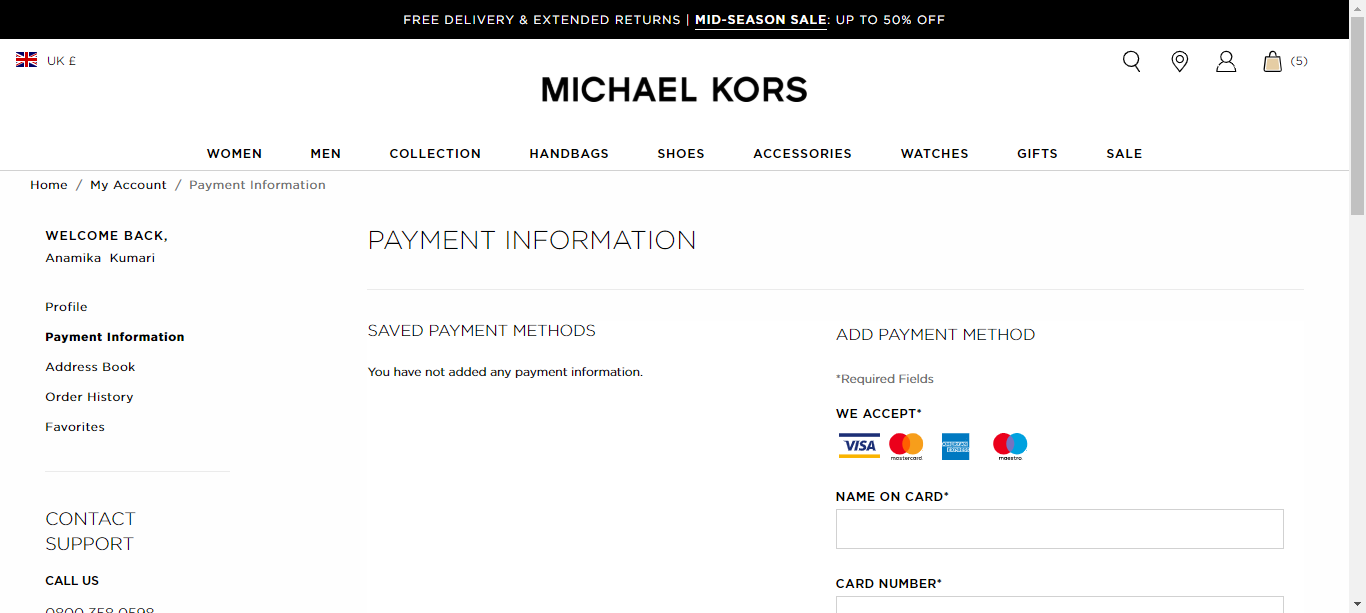 FREE DELIVERY & EXTENDED RETURNS | MID-SEASON SALE: UP TO 50% OFF
UK £
(5)
MICHAEL KORS
WOMEN MEN COLLECTION HANDBAGS SHOES ACCESSORIES WATCHES GIFTS SALE
Home / My Account / Payment Information
WELCOME BACK,
Anamika Kumari
Profile
Payment Information
Address Book
Order History
Favorites
CONTACT
SUPPORT
CALL US
0800 358 0598
PAYMENT INFORMATION
SAVED PAYMENT METHODS
You have not added any payment information.
ADD PAYMENT METHOD
*Required Fields
WE ACCEPT*
VISA mastercard AMERICAN EXPRESS maestro
NAME ON CARD*
CARD NUMBER*